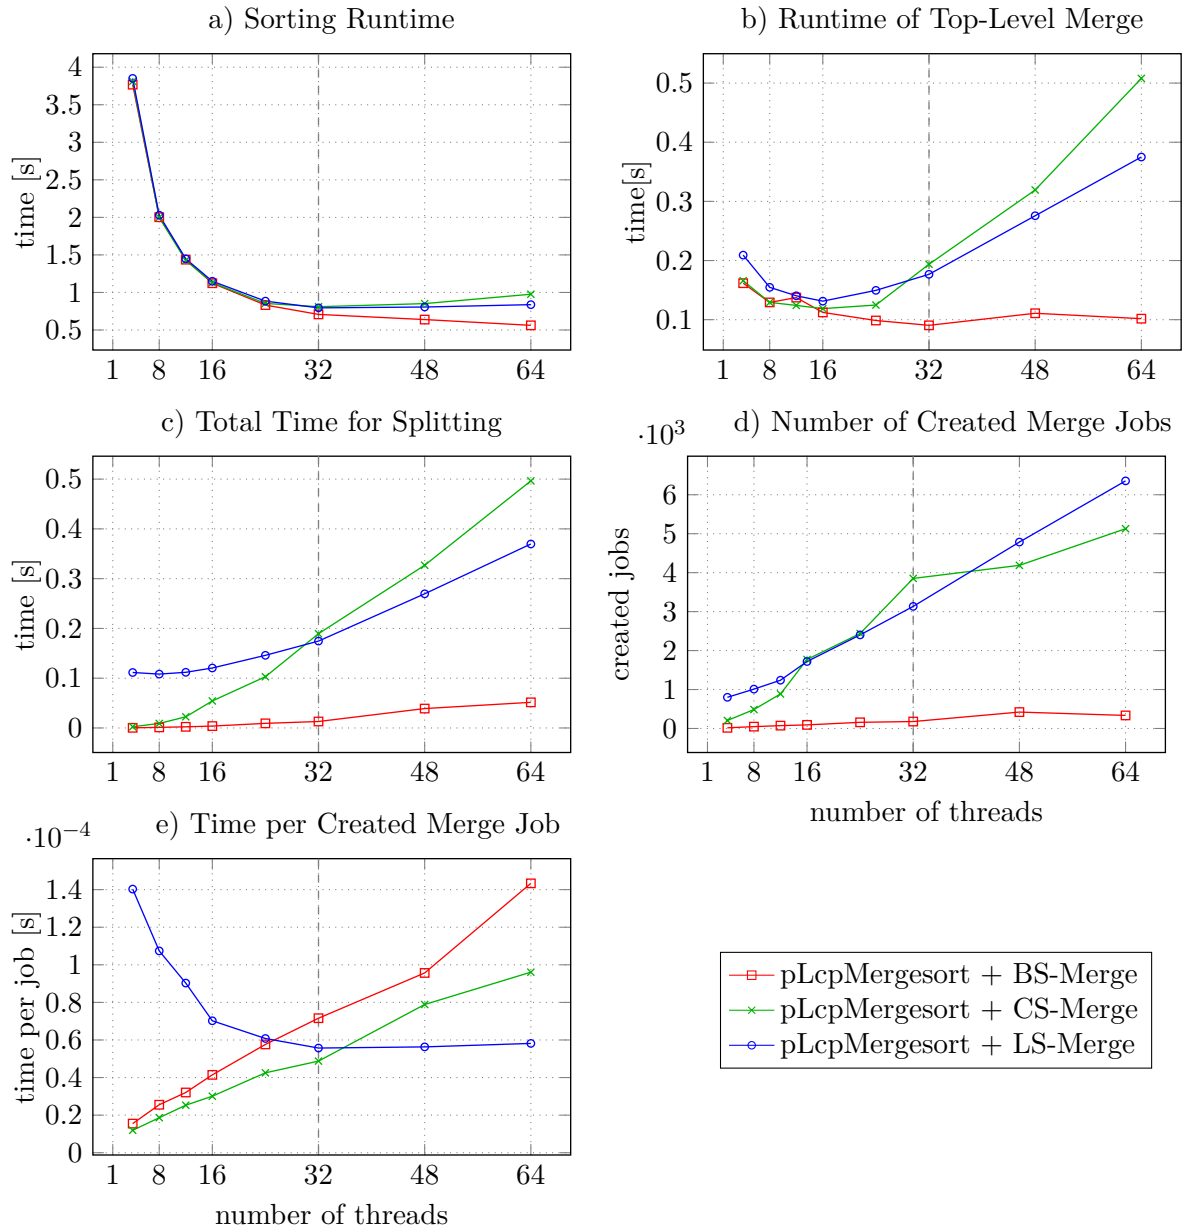 a) Sorting Runtime
time [s]
4
3.5
3
2.5
2
1.5
1
0.5
1 8 16 32 48 64
b) Runtime of Top-Level Merge
time[s]
0.5
0.4
0.3
0.2
0.1
1 8 16 32 48 64
c) Total Time for Splitting
time [s]
0.5
0.4
0.3
0.2
0.1
0
1 8 16 32 48 64
d) Number of Created Merge Jobs
·10^3
created jobs
6
5
4
3
2
1
0
1 8 16 32 48 64
number of threads
e) Time per Created Merge Job
·10^−4
time per job [s]
1.4
1.2
1
0.8
0.6
0.4
0.2
0
1 8 16 32 48 64
number of threads
pLcpMergesort + BS-Merge
pLcpMergesort + CS-Merge
pLcpMergesort + LS-Merge